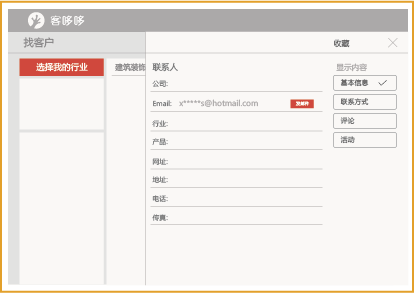 客哆哆
找客户
收藏
选择我的行业
建筑装饰
联系人
公司:
Email: x*****s@hotmail.com 发邮件
行业:
产品:
网址:
地址:
电话:
传真:
显示内容
基本信息
联系方式
评论
活动